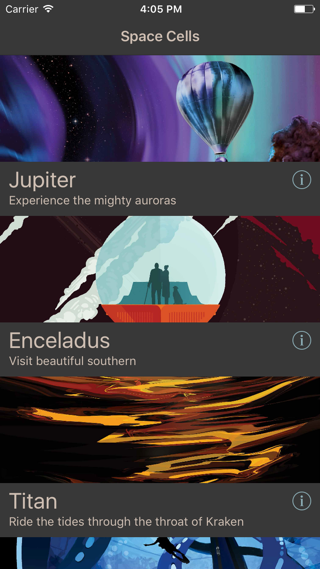 Carrier 4:05 PM
Space Cells
Jupiter
Experience the mighty auroras
Enceladus
Visit beautiful southern
Titan
Ride the tides through the throat of Kraken